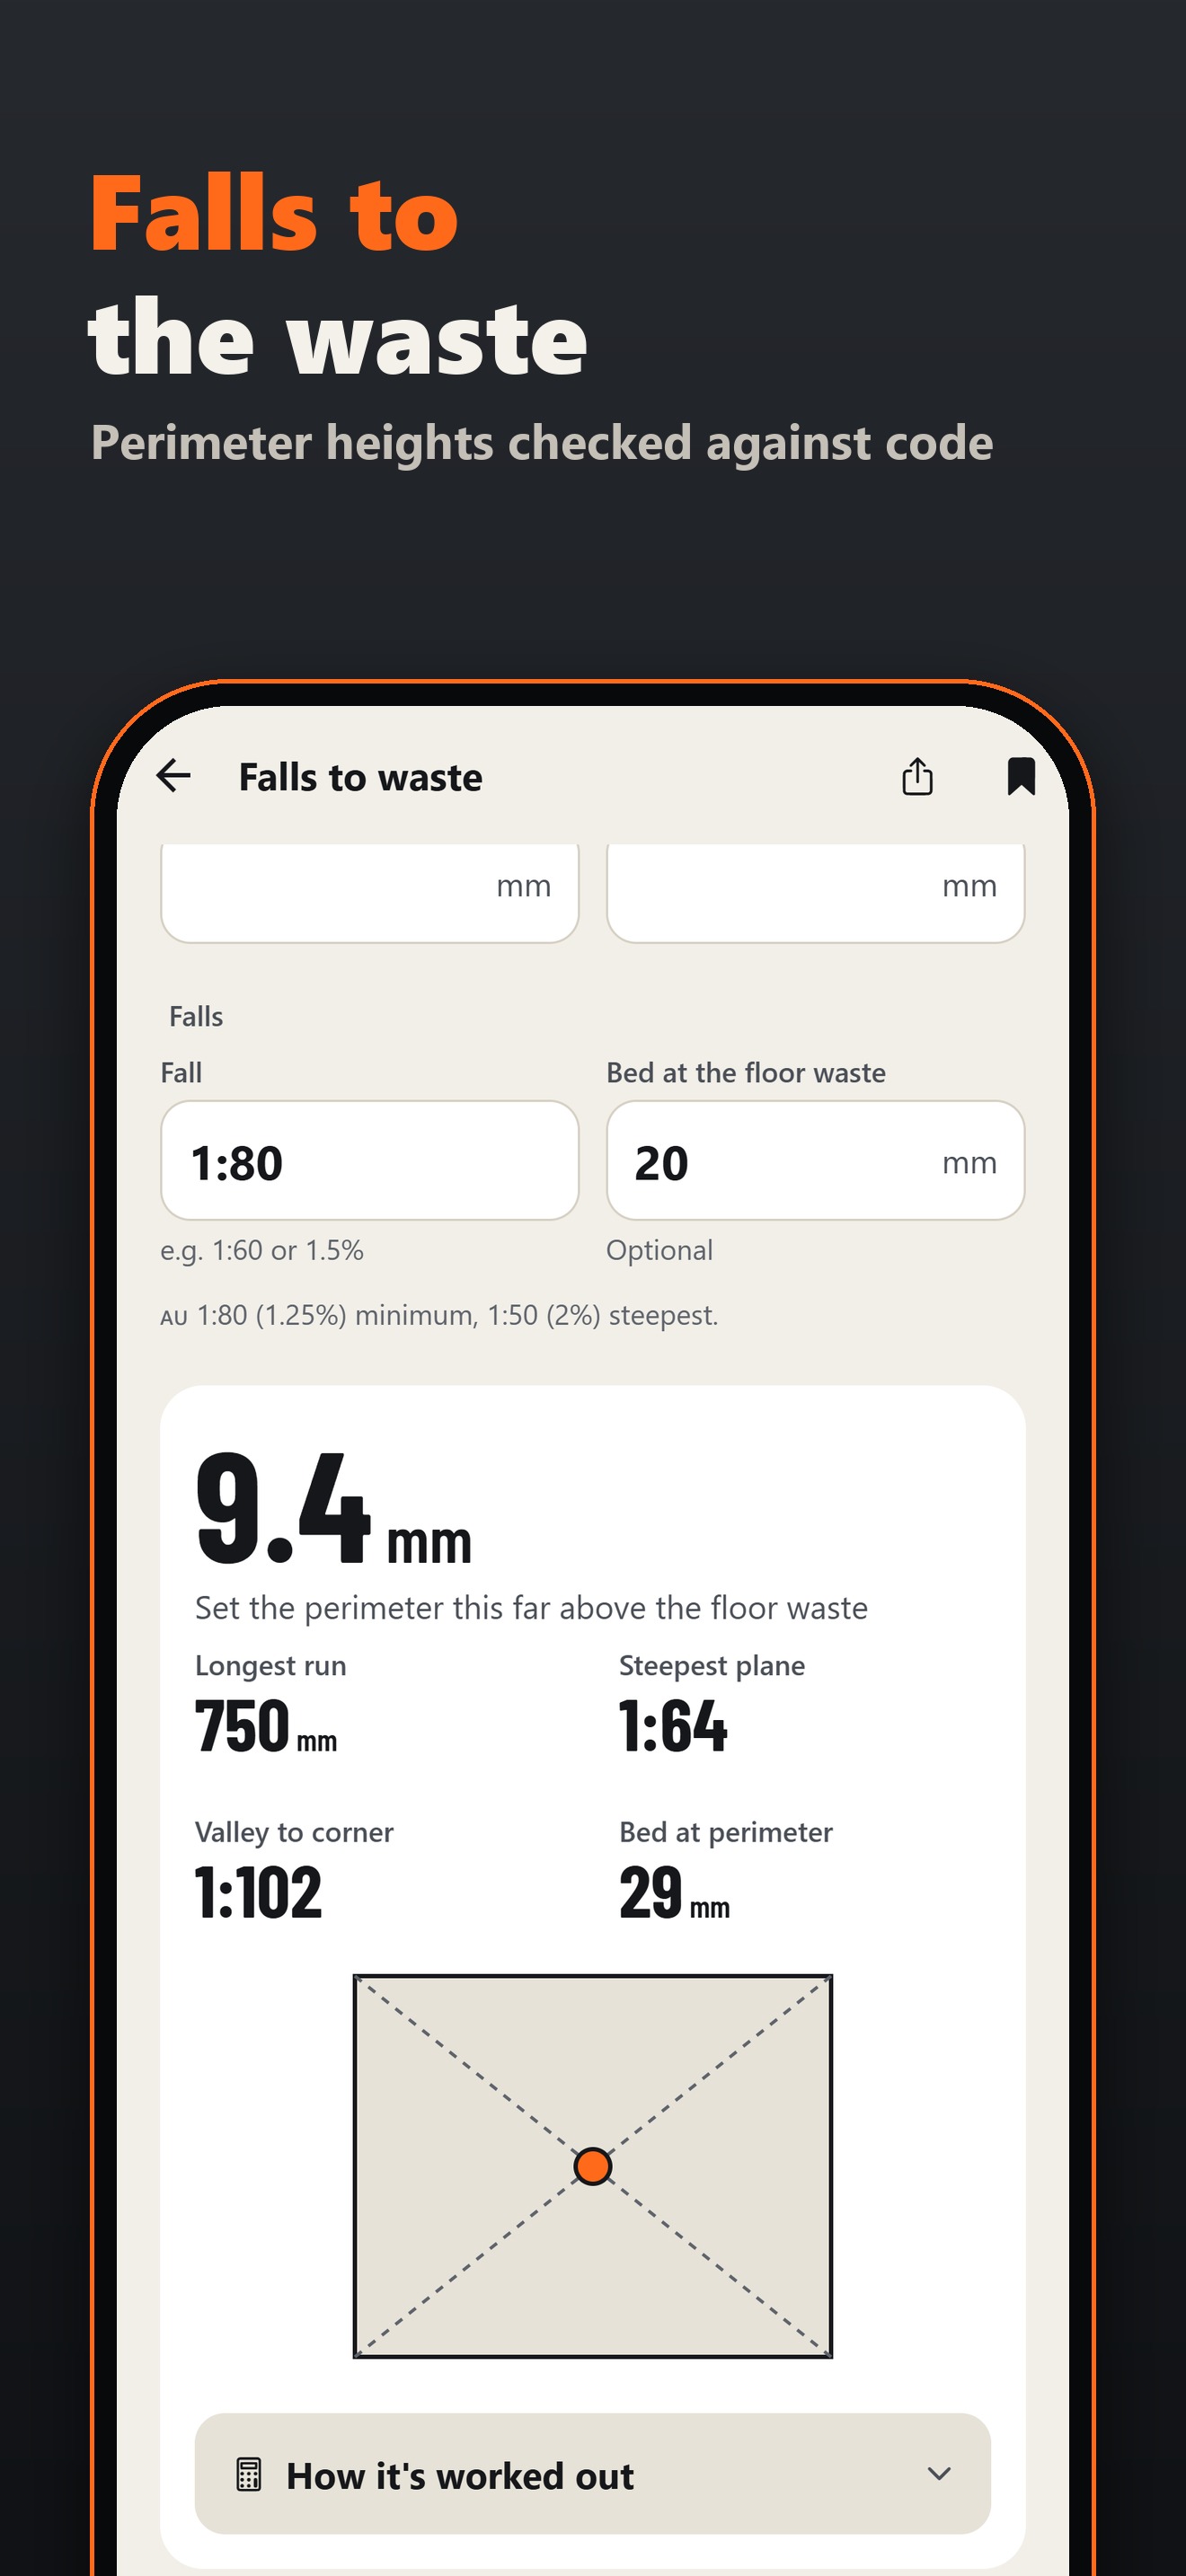 Falls to
the waste
Perimeter heights checked against code
Falls to waste
mm mm
Falls
Fall Bed at the floor waste
1:80 20 mm
e.g. 1:60 or 1.5% Optional
AU 1:80 (1.25%) minimum, 1:50 (2%) steepest.
9.4 mm
Set the perimeter this far above the floor waste
Longest run Steepest plane
750 mm 1:64
Valley to corner Bed at perimeter
1:102 29 mm
How it's worked out